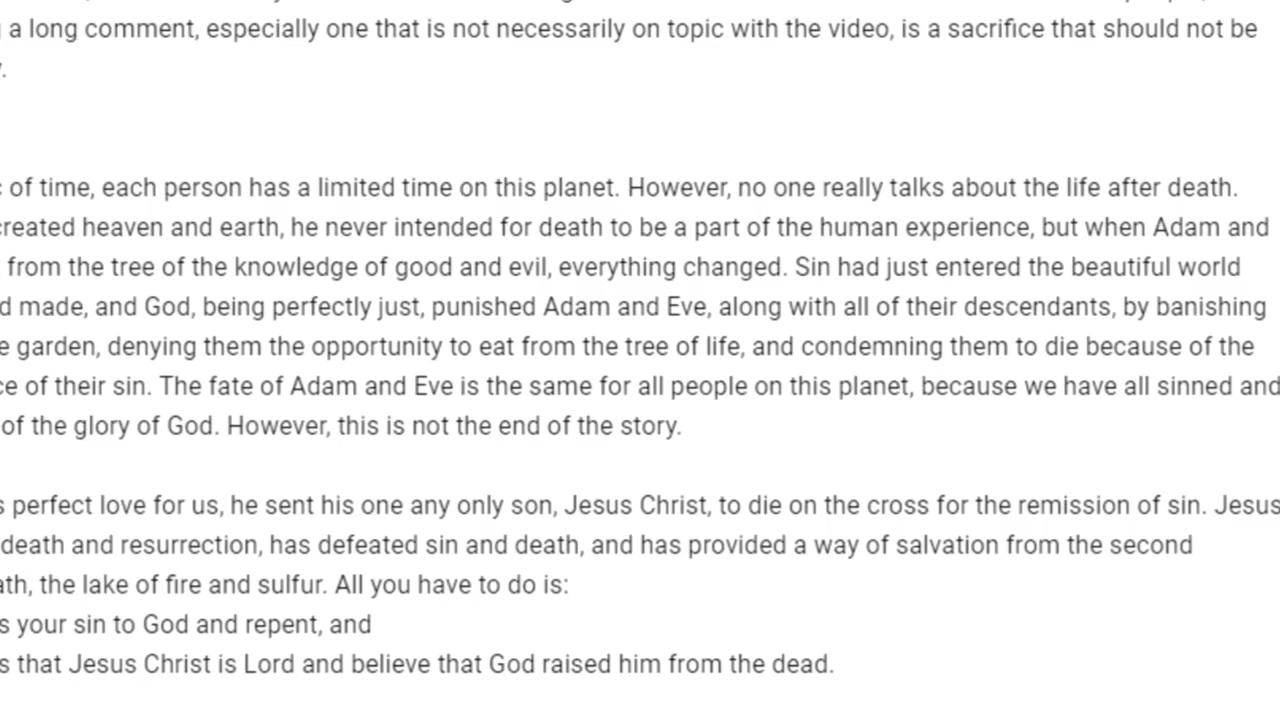 a long comment, especially one that is not necessarily on topic with the video, is a sacrifice that should not be
of time, each person has a limited time on this planet. However, no one really talks about the life after death.
created heaven and earth, he never intended for death to be a part of the human experience, but when Adam and
from the tree of the knowledge of good and evil, everything changed. Sin had just entered the beautiful world
made, and God, being perfectly just, punished Adam and Eve, along with all of their descendants, by banishing
garden, denying them the opportunity to eat from the tree of life, and condemning them to die because of the
of their sin. The fate of Adam and Eve is the same for all people on this planet, because we have all sinned and
of the glory of God. However, this is not the end of the story.
perfect love for us, he sent his one any only son, Jesus Christ, to die on the cross for the remission of sin. Jesus
death and resurrection, has defeated sin and death, and has provided a way of salvation from the second
the lake of fire and sulfur. All you have to do is:
your sin to God and repent, and
that Jesus Christ is Lord and believe that God raised him from the dead.